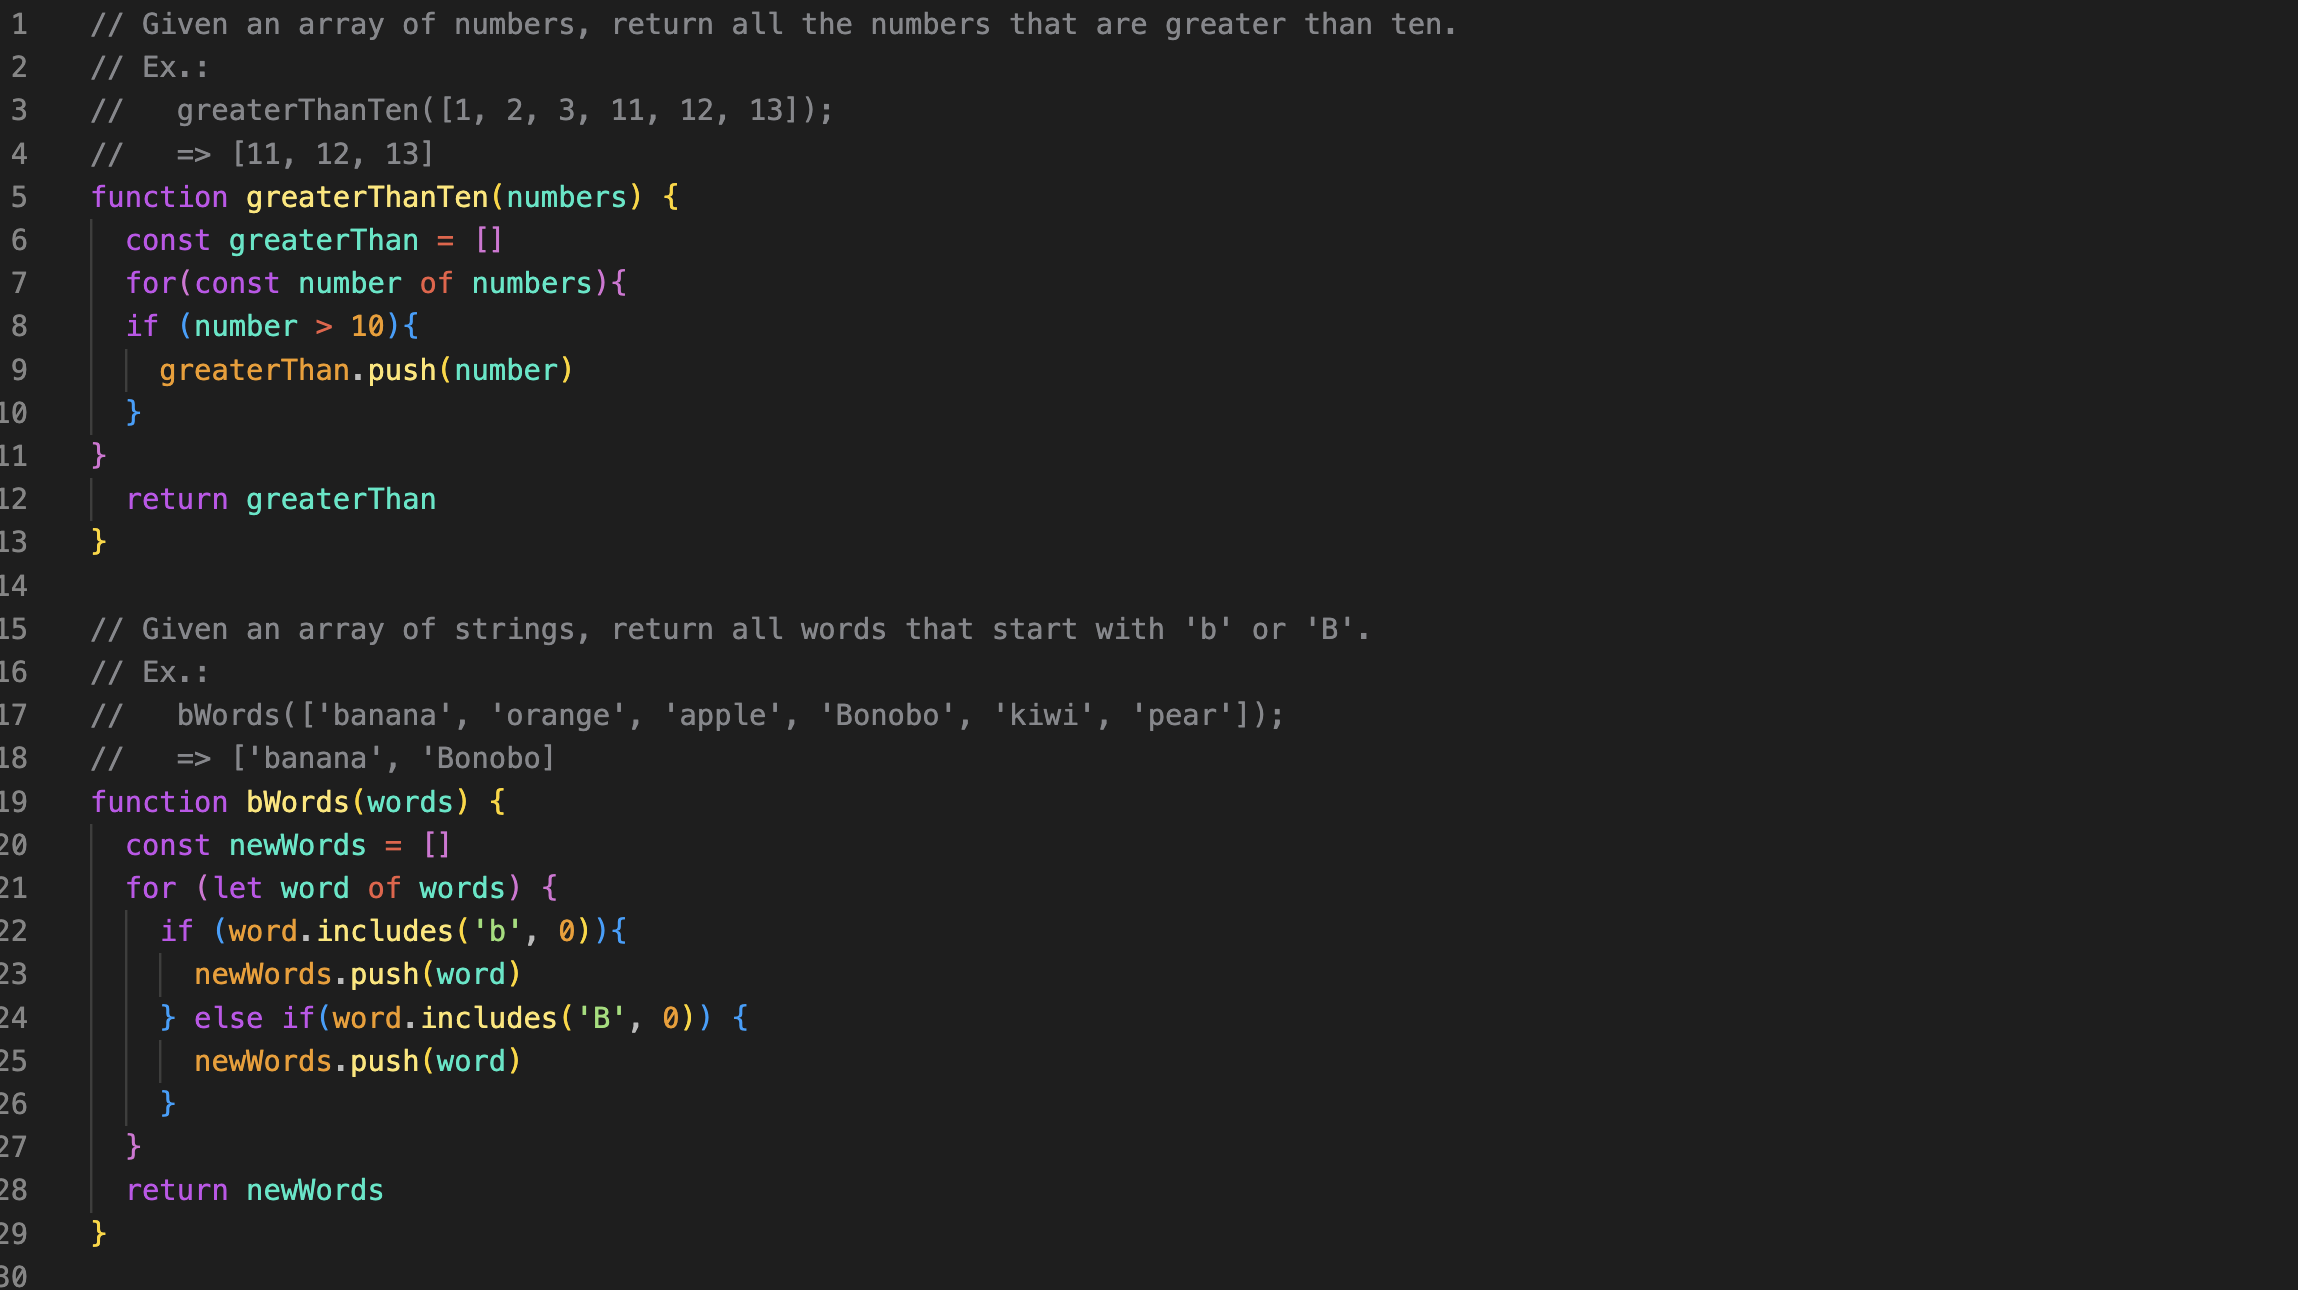 1 // Given an array of numbers, return all the numbers that are greater than ten.
2 // Ex.:
3 //   greaterThanTen([1, 2, 3, 11, 12, 13]);
4 //   => [11, 12, 13]
5 function greaterThanTen(numbers) {
6   const greaterThan = []
7   for(const number of numbers){
8   if (number > 10){
9     greaterThan.push(number)
10   }
11 }
12   return greaterThan
13 }
14
15 // Given an array of strings, return all words that start with 'b' or 'B'.
16 // Ex.:
17 //   bWords(['banana', 'orange', 'apple', 'Bonobo', 'kiwi', 'pear']);
18 //   => ['banana', 'Bonobo]
19 function bWords(words) {
20   const newWords = []
21   for (let word of words) {
22     if (word.includes('b', 0)){
23       newWords.push(word)
24     } else if(word.includes('B', 0)) {
25       newWords.push(word)
26     }
27   }
28   return newWords
29 }
30